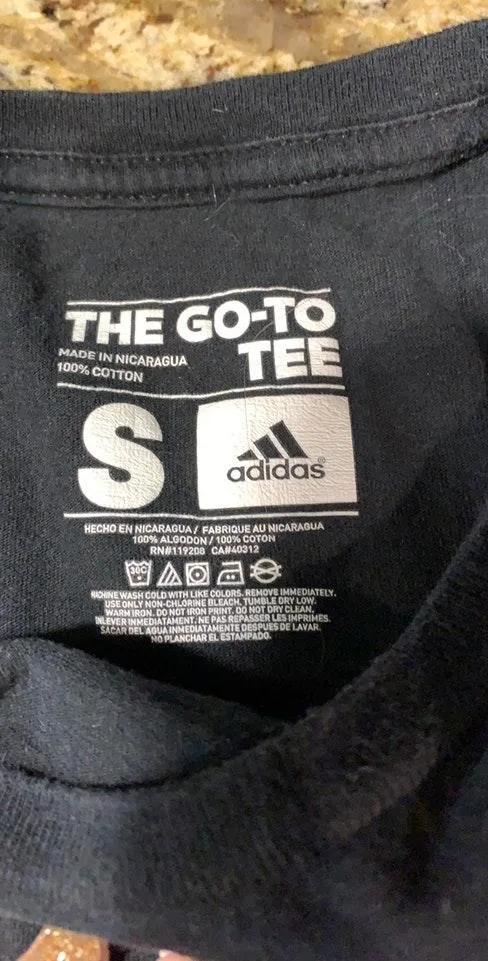 THE GO-TO
TEE
MADE IN NICARAGUA
100% COTTON
S
adidas®
HECHO EN NICARAGUA / FABRIQUE AU NICARAGUA
100% ALGODON / 100% COTON
RN#119208 CA#40312
30C
MACHINE WASH COLD WITH LIKE COLORS. REMOVE IMMEDIATELY.
USE ONLY NON-CHLORINE BLEACH, TUMBLE DRY LOW.
WARM IRON. DO NOT IRON PRINT. DO NOT DRY CLEAN.
ENLEVER IMMEDIATAMENT. NE PAS REPASSER LES IMPRIMES.
SACAR DEL AGUA INMEDIATAMENTE DESPUES DE LAVAR.
NO PLANCHAR EL ESTAMPADO.